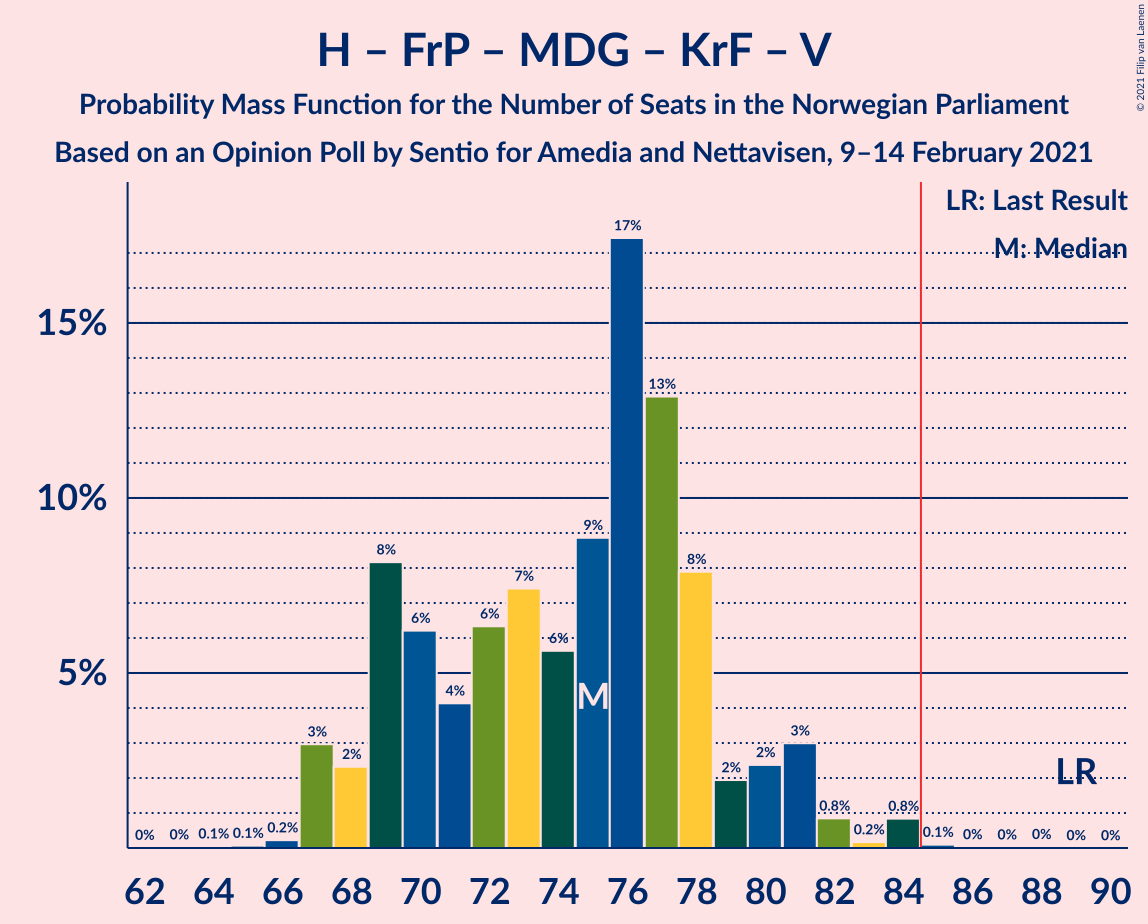 H – FrP – MDG – KrF – V
Probability Mass Function for the Number of Seats in the Norwegian Parliament
Based on an Opinion Poll by Sentio for Amedia and Nettavisen, 9–14 February 2021
© 2021 Filip van Laenen
LR: Last Result
M: Median
15%
10%
5%
0% 0% 0.1% 0.1% 0.2% 3% 2% 8% 6% 4% 6% 7% 6% 9% 17% 13% 8% 2% 2% 3% 0.8% 0.2% 0.8% 0.1% 0% 0% 0% 0% 0%
M
LR
62 64 66 68 70 72 74 76 78 80 82 84 86 88 90